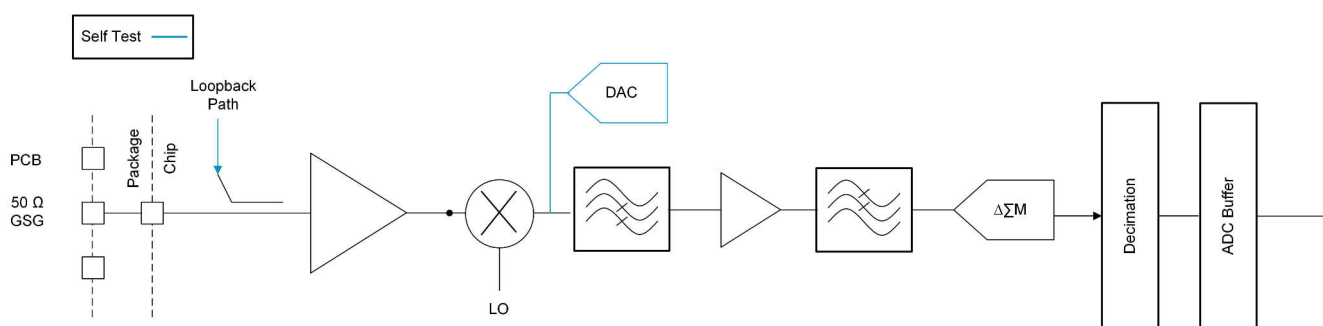 Self Test
Loopback
Path
DAC
PCB
Package
Chip
50 Ω
GSG
LO
ΔΣM
Decimation
ADC Buffer